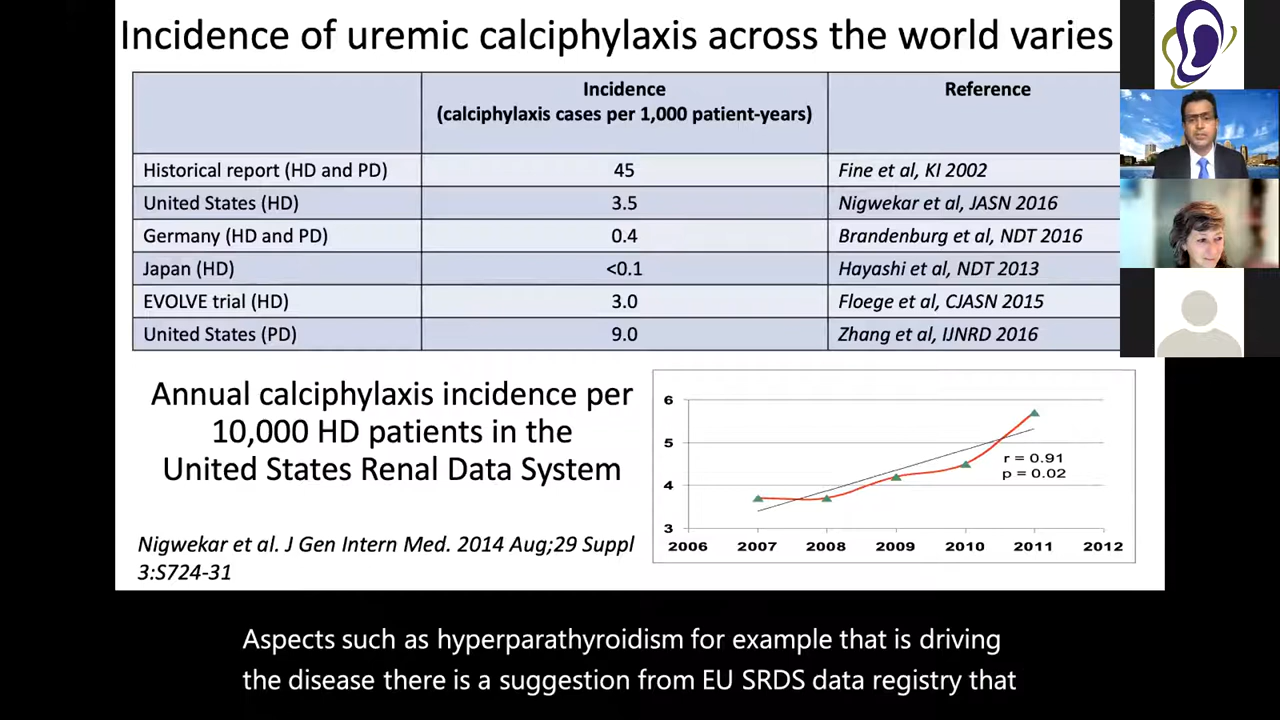 Incidence of uremic calciphylaxis across the world varies
Incidence
(calciphylaxis cases per 1,000 patient-years)
Reference
Historical report (HD and PD) 45 Fine et al, KI 2002
United States (HD) 3.5 Nigwekar et al, JASN 2016
Germany (HD and PD) 0.4 Brandenburg et al, NDT 2016
Japan (HD) <0.1 Hayashi et al, NDT 2013
EVOLVE trial (HD) 3.0 Floege et al, CJASN 2015
United States (PD) 9.0 Zhang et al, IJNRD 2016
Annual calciphylaxis incidence per
10,000 HD patients in the
United States Renal Data System
Nigwekar et al. J Gen Intern Med. 2014 Aug;29 Suppl
3:S724-31
6
5
4
3
r = 0.91
p = 0.02
2006 2007 2008 2009 2010 2011 2012
Aspects such as hyperparathyroidism for example that is driving
the disease there is a suggestion from EU SRDS data registry that